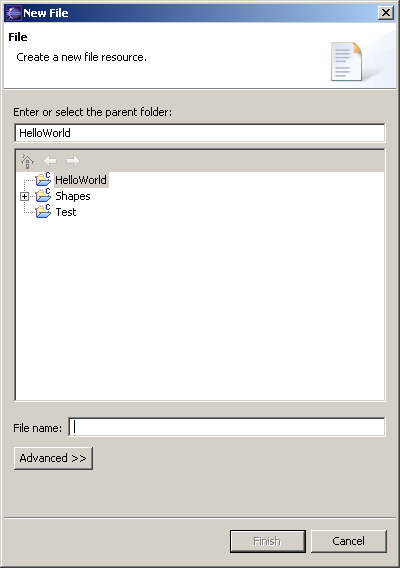 New File
File
Create a new file resource.
Enter or select the parent folder:
HelloWorld
C HelloWorld
C Shapes
C Test
File name:
Advanced >>
Finish
Cancel